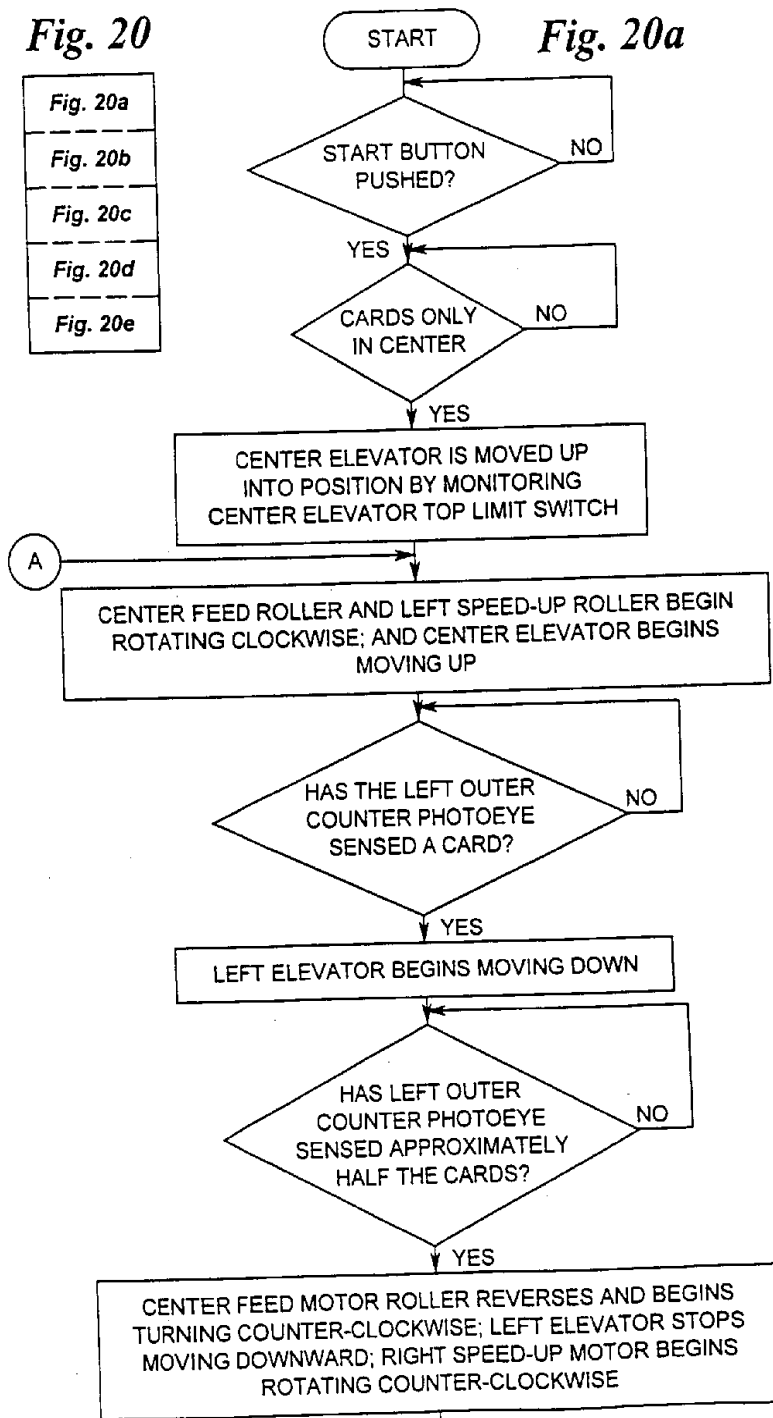 Fig. 20
Fig. 20a
Fig. 20b
Fig. 20c
Fig. 20d
Fig. 20e
Fig. 20a
START
START BUTTON
PUSHED?
NO
YES
CARDS ONLY
IN CENTER
NO
YES
CENTER ELEVATOR IS MOVED UP
INTO POSITION BY MONITORING
CENTER ELEVATOR TOP LIMIT SWITCH
A
CENTER FEED ROLLER AND LEFT SPEED-UP ROLLER BEGIN
ROTATING CLOCKWISE; AND CENTER ELEVATOR BEGINS
MOVING UP
HAS THE LEFT OUTER
COUNTER PHOTOEYE
SENSED A CARD?
NO
YES
LEFT ELEVATOR BEGINS MOVING DOWN
HAS LEFT OUTER
COUNTER PHOTOEYE
SENSED APPROXIMATELY
HALF THE CARDS?
NO
YES
CENTER FEED MOTOR ROLLER REVERSES AND BEGINS
TURNING COUNTER-CLOCKWISE; LEFT ELEVATOR STOPS
MOVING DOWNWARD; RIGHT SPEED-UP MOTOR BEGINS
ROTATING COUNTER-CLOCKWISE